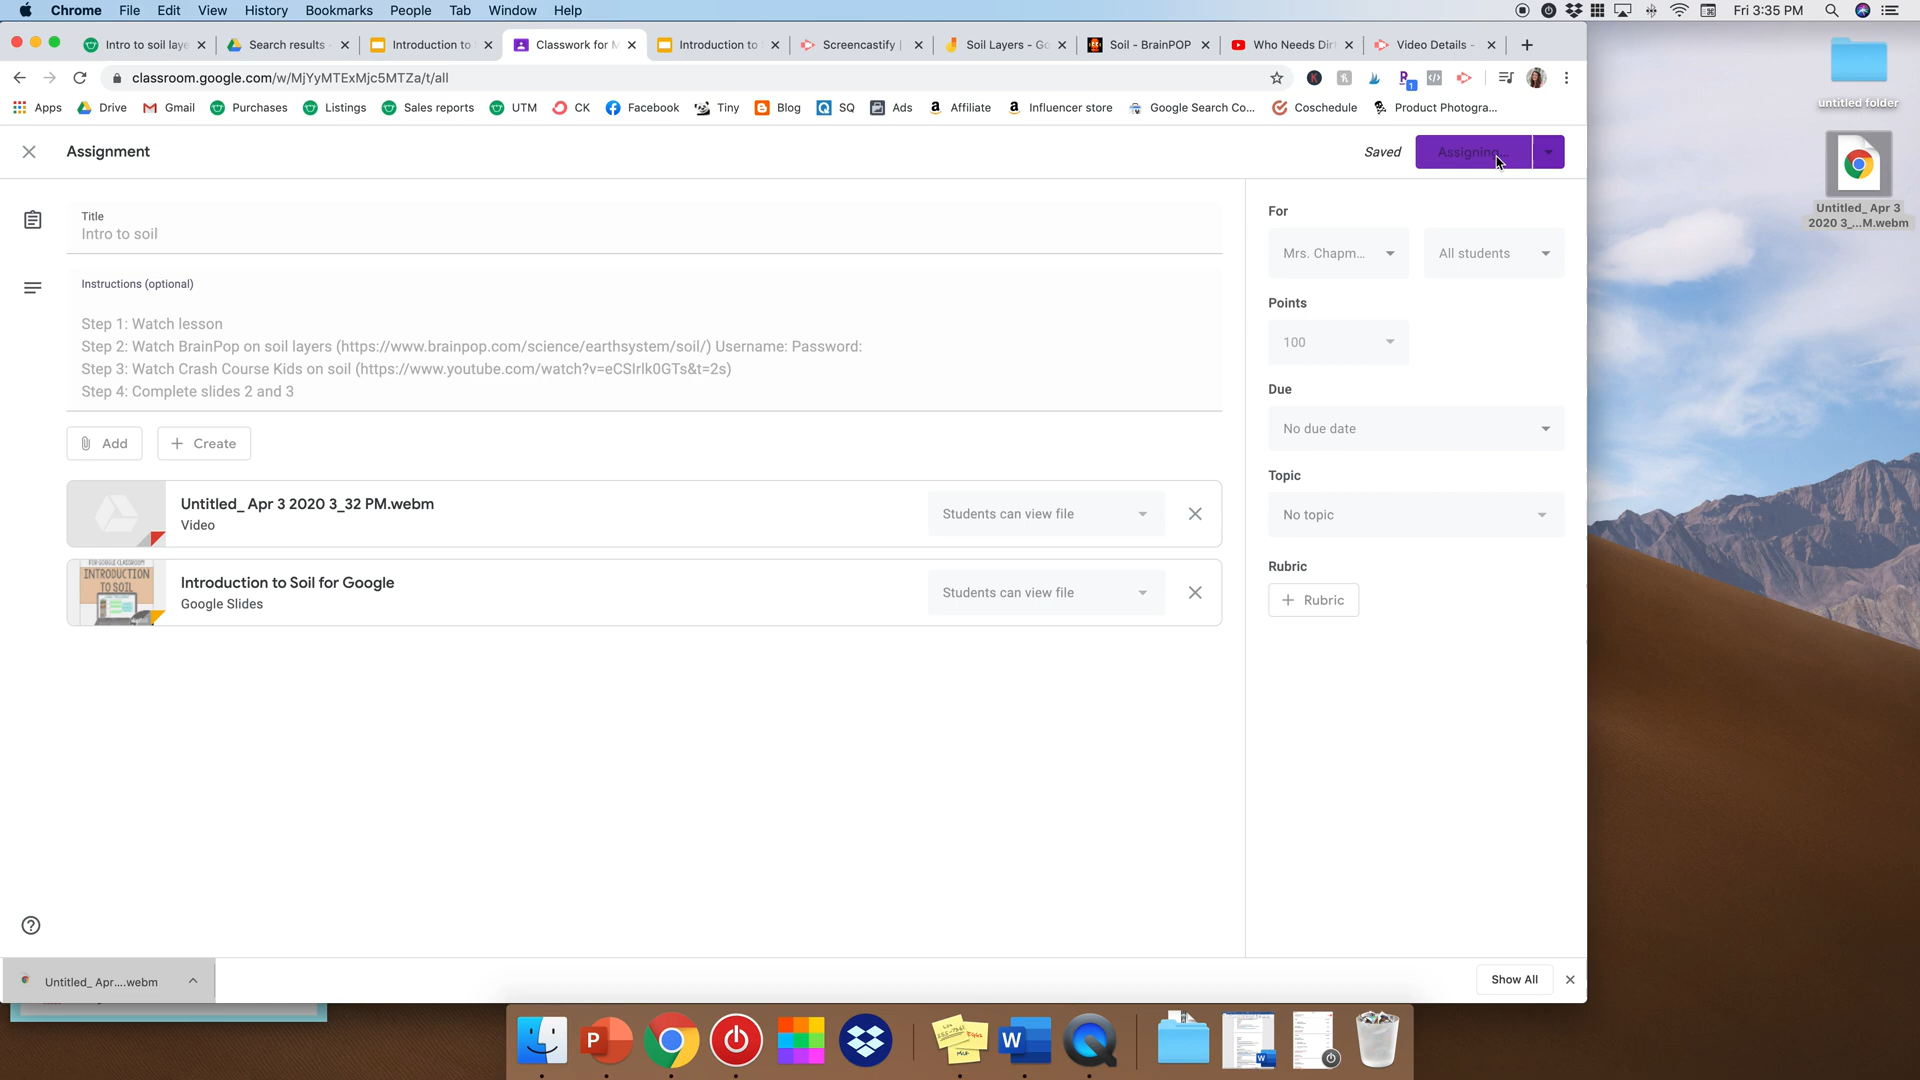 Chrome File Edit View History Bookmarks People Tab Window Help Fri 3:35 PM
Intro to soil laye Search results - Introduction to Classwork for M Introduction to Screencastify | Soil Layers - Go Soil - BrainPOP Who Needs Dir Video Details -
classroom.google.com/w/MjYyMTExMjc5MTZa/t/all
Apps Drive Gmail Purchases Listings Sales reports UTM CK Facebook Tiny Blog SQ Ads Affiliate Influencer store Google Search Co... Coschedule Product Photogra...
Assignment Saved Assigning...
Title
Intro to soil
Instructions (optional)
Step 1: Watch lesson
Step 2: Watch BrainPop on soil layers (https://www.brainpop.com/science/earthsystem/soil/) Username: Password:
Step 3: Watch Crash Course Kids on soil (https://www.youtube.com/watch?v=eCSIrlk0GTs&t=2s)
Step 4: Complete slides 2 and 3
Add Create
Untitled_ Apr 3 2020 3_32 PM.webm
Video
Students can view file
INTRODUCTION
TO SOIL
Introduction to Soil for Google
Google Slides
Students can view file
For
Mrs. Chapm... All students
Points
100
Due
No due date
Topic
No topic
Rubric
Rubric
Untitled_ Apr....webm Show All
untitled folder
Untitled_ Apr 3
2020 3_...M.webm